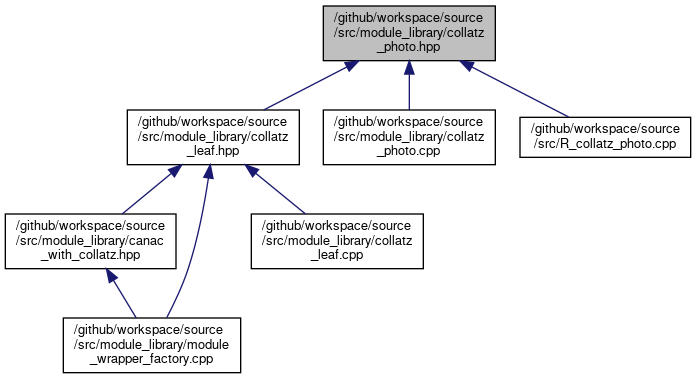 /github/workspace/source
/src/module_library/collatz
_photo.hpp
/github/workspace/source
/src/module_library/collatz
_leaf.hpp
/github/workspace/source
/src/module_library/collatz
_photo.cpp
/github/workspace/source
/src/R_collatz_photo.cpp
/github/workspace/source
/src/module_library/canac
_with_collatz.hpp
/github/workspace/source
/src/module_library/collatz
_leaf.cpp
/github/workspace/source
/src/module_library/module
_wrapper_factory.cpp